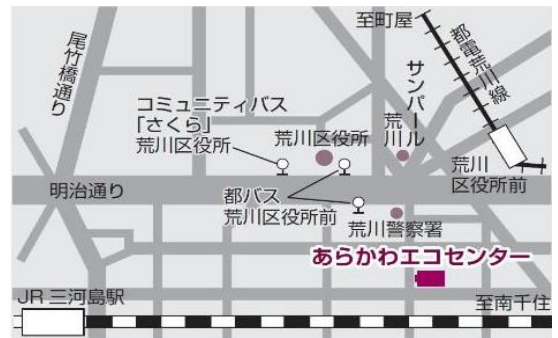 至町屋
都電荒川線
尾竹橋通り
サンパール
荒川
コミュニティバス
「さくら」
荒川区役所
荒川区役所
荒川
区役所前
明治通り
都バス
荒川区役所前
荒川警察署
あらかわエコセンター
JR 三河島駅
至南千住